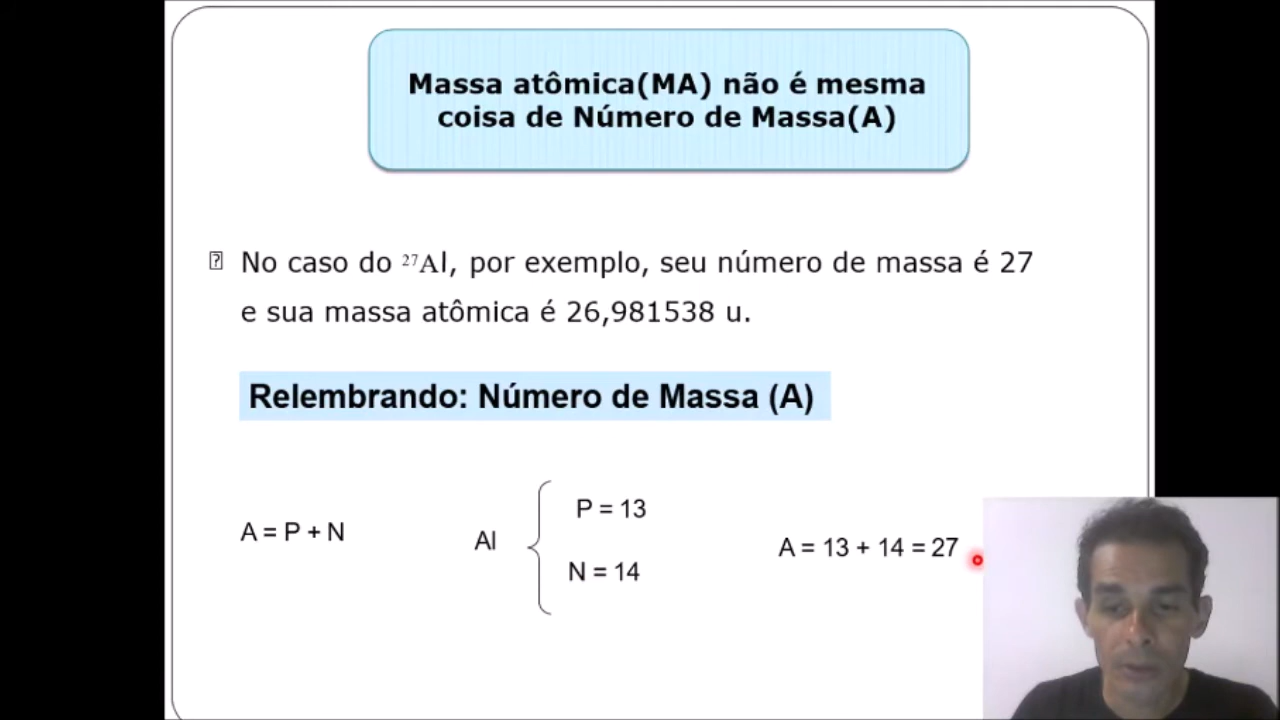 Massa atômica(MA) não é mesma
coisa de Número de Massa(A)
No caso do ²⁷Al, por exemplo, seu número de massa é 27
e sua massa atômica é 26,981538 u.
Relembrando: Número de Massa (A)
A = P + N
Al
P = 13
N = 14
A = 13 + 14 = 27